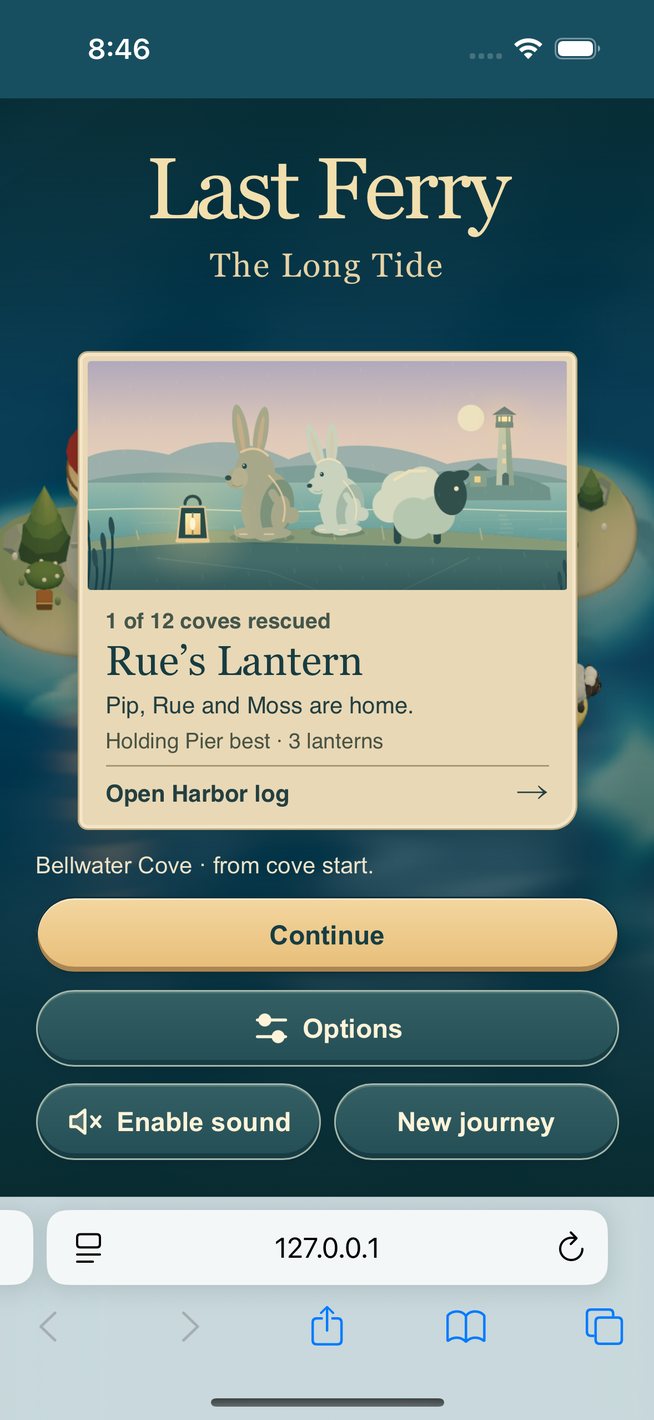 8:46
Last Ferry
The Long Tide
1 of 12 coves rescued
Rue’s Lantern
Pip, Rue and Moss are home.
Holding Pier best · 3 lanterns
Open Harbor log
Bellwater Cove · from cove start.
Continue
Options
Enable sound
New journey
127.0.0.1